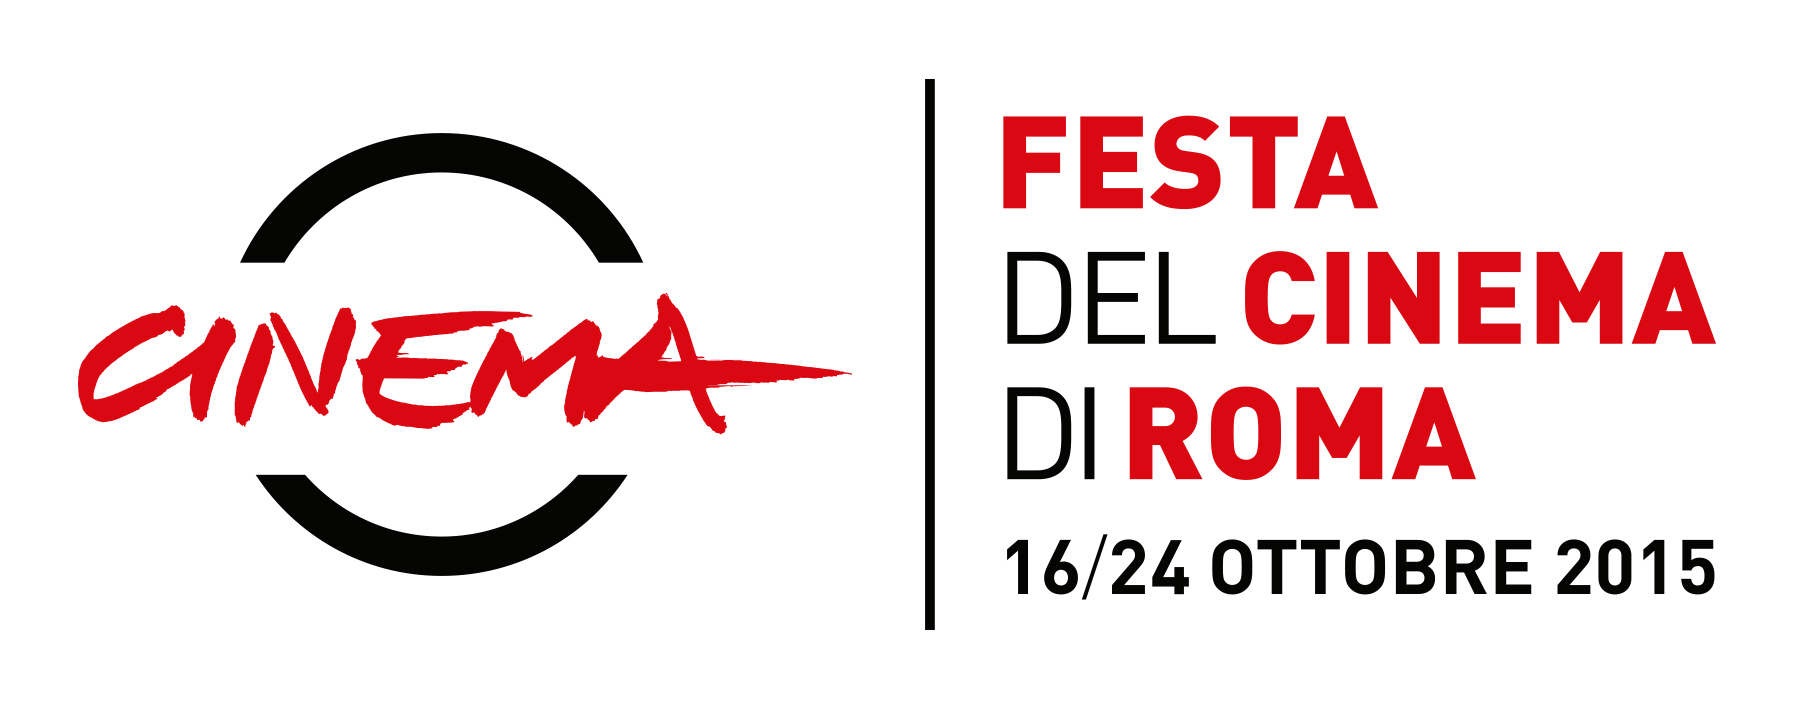 CINEMA
FESTA
DEL CINEMA
DI ROMA
16/24 OTTOBRE 2015